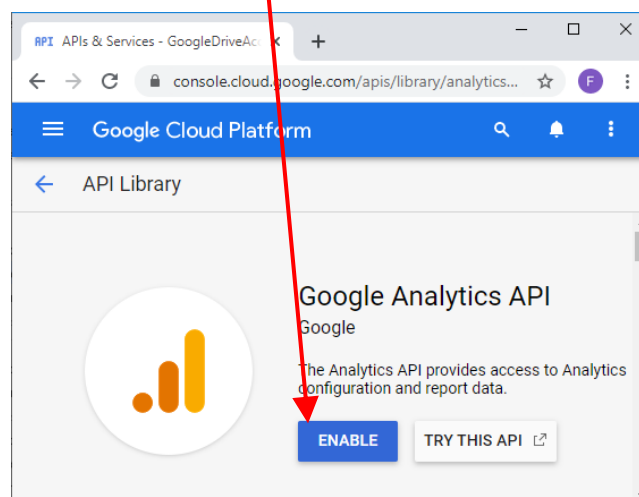 API APIs & Services - GoogleDriveAc
console.cloud.google.com/apis/library/analytics...
F
Google Cloud Platform
API Library
Google Analytics API
Google
The Analytics API provides access to Analytics
configuration and report data.
ENABLE
TRY THIS API